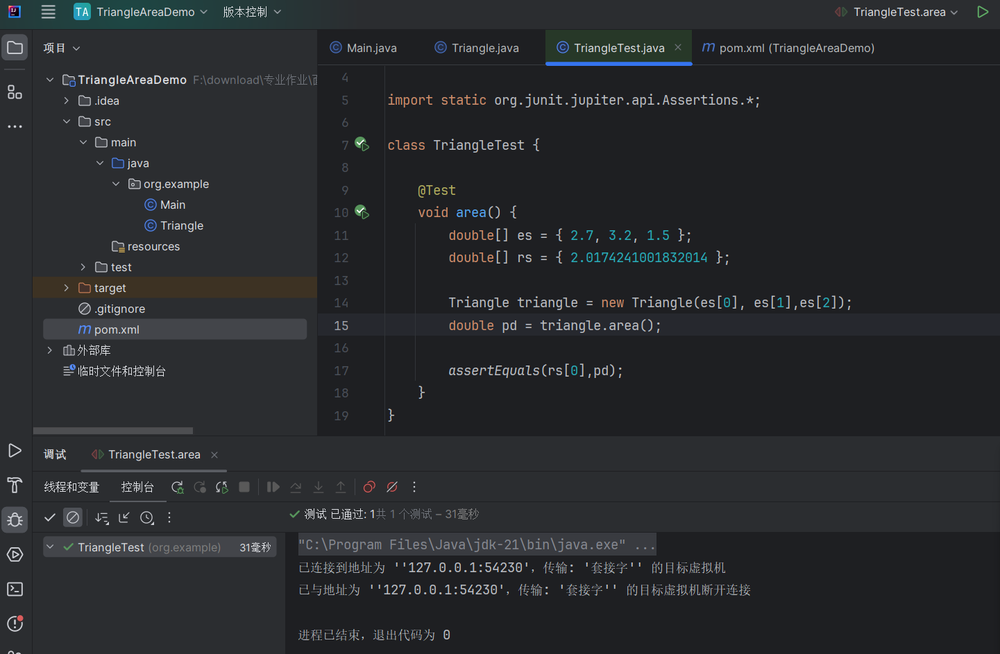 TA TriangleAreaDemo 版本控制 TriangleTest.area
项目
Main.java Triangle.java TriangleTest.java pom.xml (TriangleAreaDemo)
TriangleAreaDemo F:\download\专业作业\
.idea
src
main
java
org.example
Main
Triangle
resources
test
target
.gitignore
pom.xml
外部库
临时文件和控制台
4
5 import static org.junit.jupiter.api.Assertions.*;
6
7 class TriangleTest {
8
9 @Test
10 void area() {
11 double[] es = { 2.7, 3.2, 1.5 };
12 double[] rs = { 2.0174241001832014 };
13
14 Triangle triangle = new Triangle(es[0], es[1],es[2]);
15 double pd = triangle.area();
16
17 assertEquals(rs[0],pd);
18 }
19 }
调试 TriangleTest.area
线程和变量 控制台
测试 已通过: 1共 1 个测试 – 31毫秒
TriangleTest (org.example) 31毫秒
"C:\Program Files\Java\jdk-21\bin\java.exe" ...
已连接到地址为 ''127.0.0.1:54230'，传输: '套接字'' 的目标虚拟机
已与地址为 ''127.0.0.1:54230'，传输: '套接字'' 的目标虚拟机断开连接
进程已结束，退出代码为 0